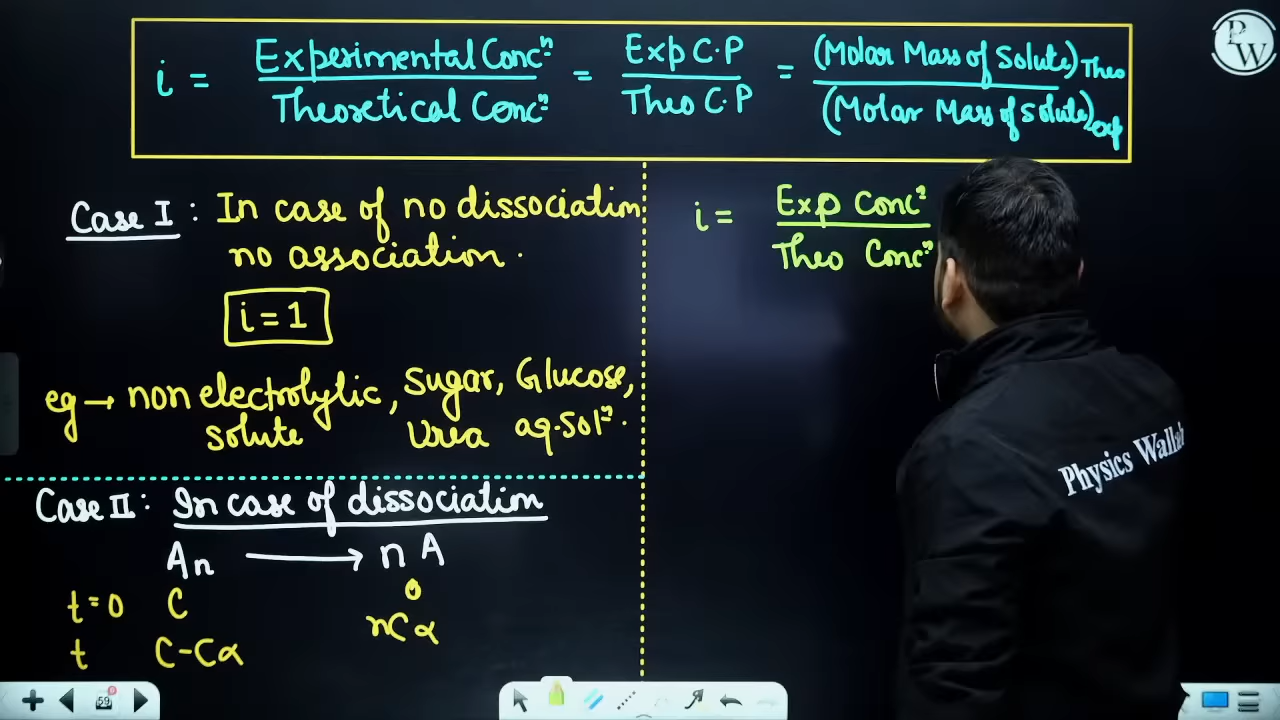 i = Experimental Concⁿ / Theoretical Concⁿ = Exp C.P / Theo C.P = (Molar Mass of Solute)Theo / (Molar Mass of Solute)exp
PW
Case I : In case of no dissociation
no association.
i = 1
eg → non electrolytic solute, Sugar, Glucose,
Urea aq. Solⁿ.
Case II : In case of dissociation
An → n A
t=0 C 0
t C-Cα nCα
i = Exp Concⁿ / Theo Concⁿ
Physics Wallah
59